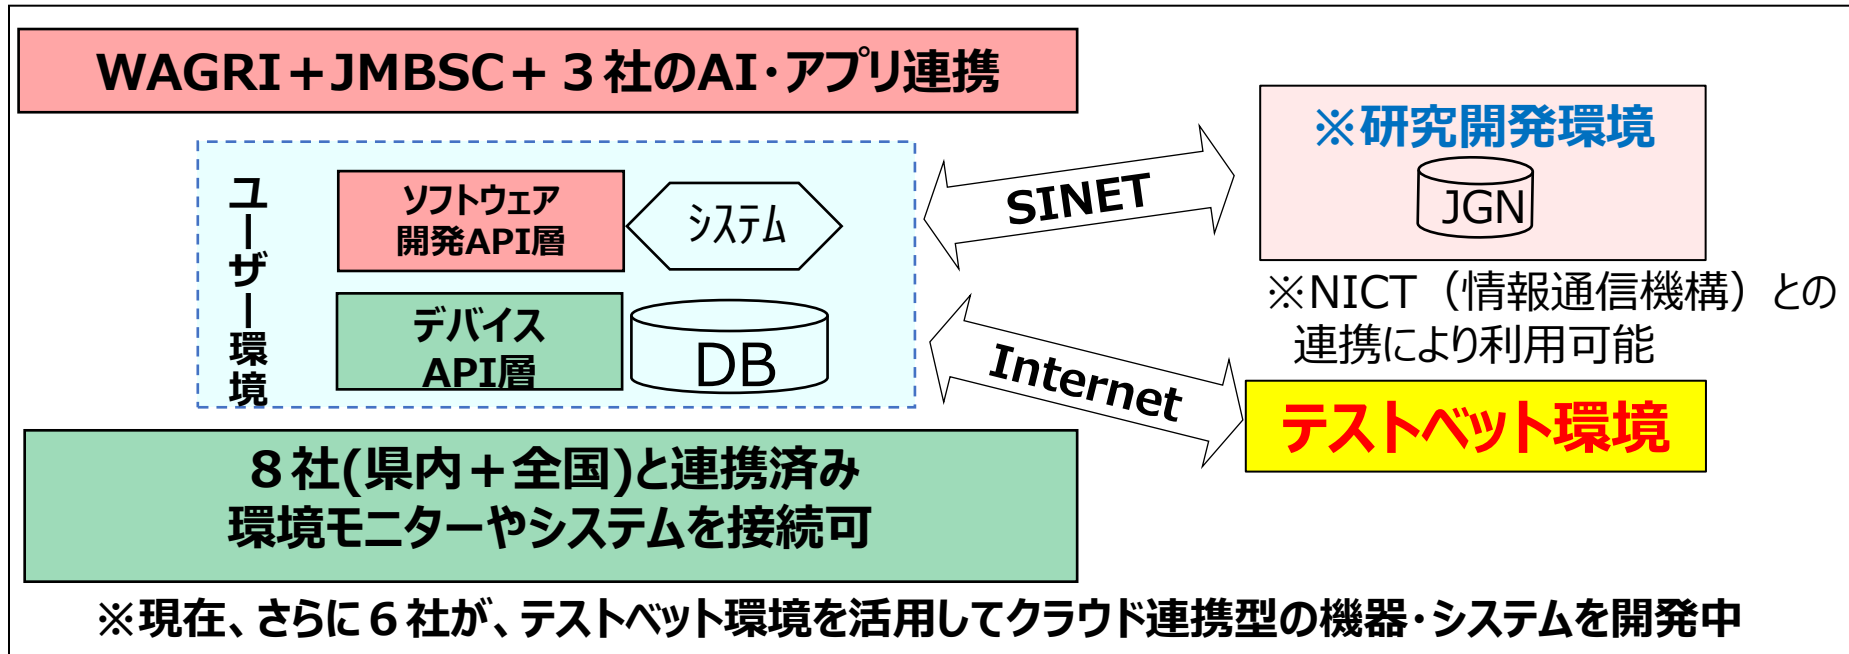 WAGRI＋JMBSC＋３社のAI・アプリ連携
ユーザー環境
ソフトウェア
開発API層
システム
デバイス
API層
DB
SINET
Internet
※研究開発環境
JGN
※NICT（情報通信機構）との
連携により利用可能
テストベット環境
８社(県内＋全国)と連携済み
環境モニターやシステムを接続可
※現在、さらに６社が、テストベット環境を活用してクラウド連携型の機器・システムを開発中